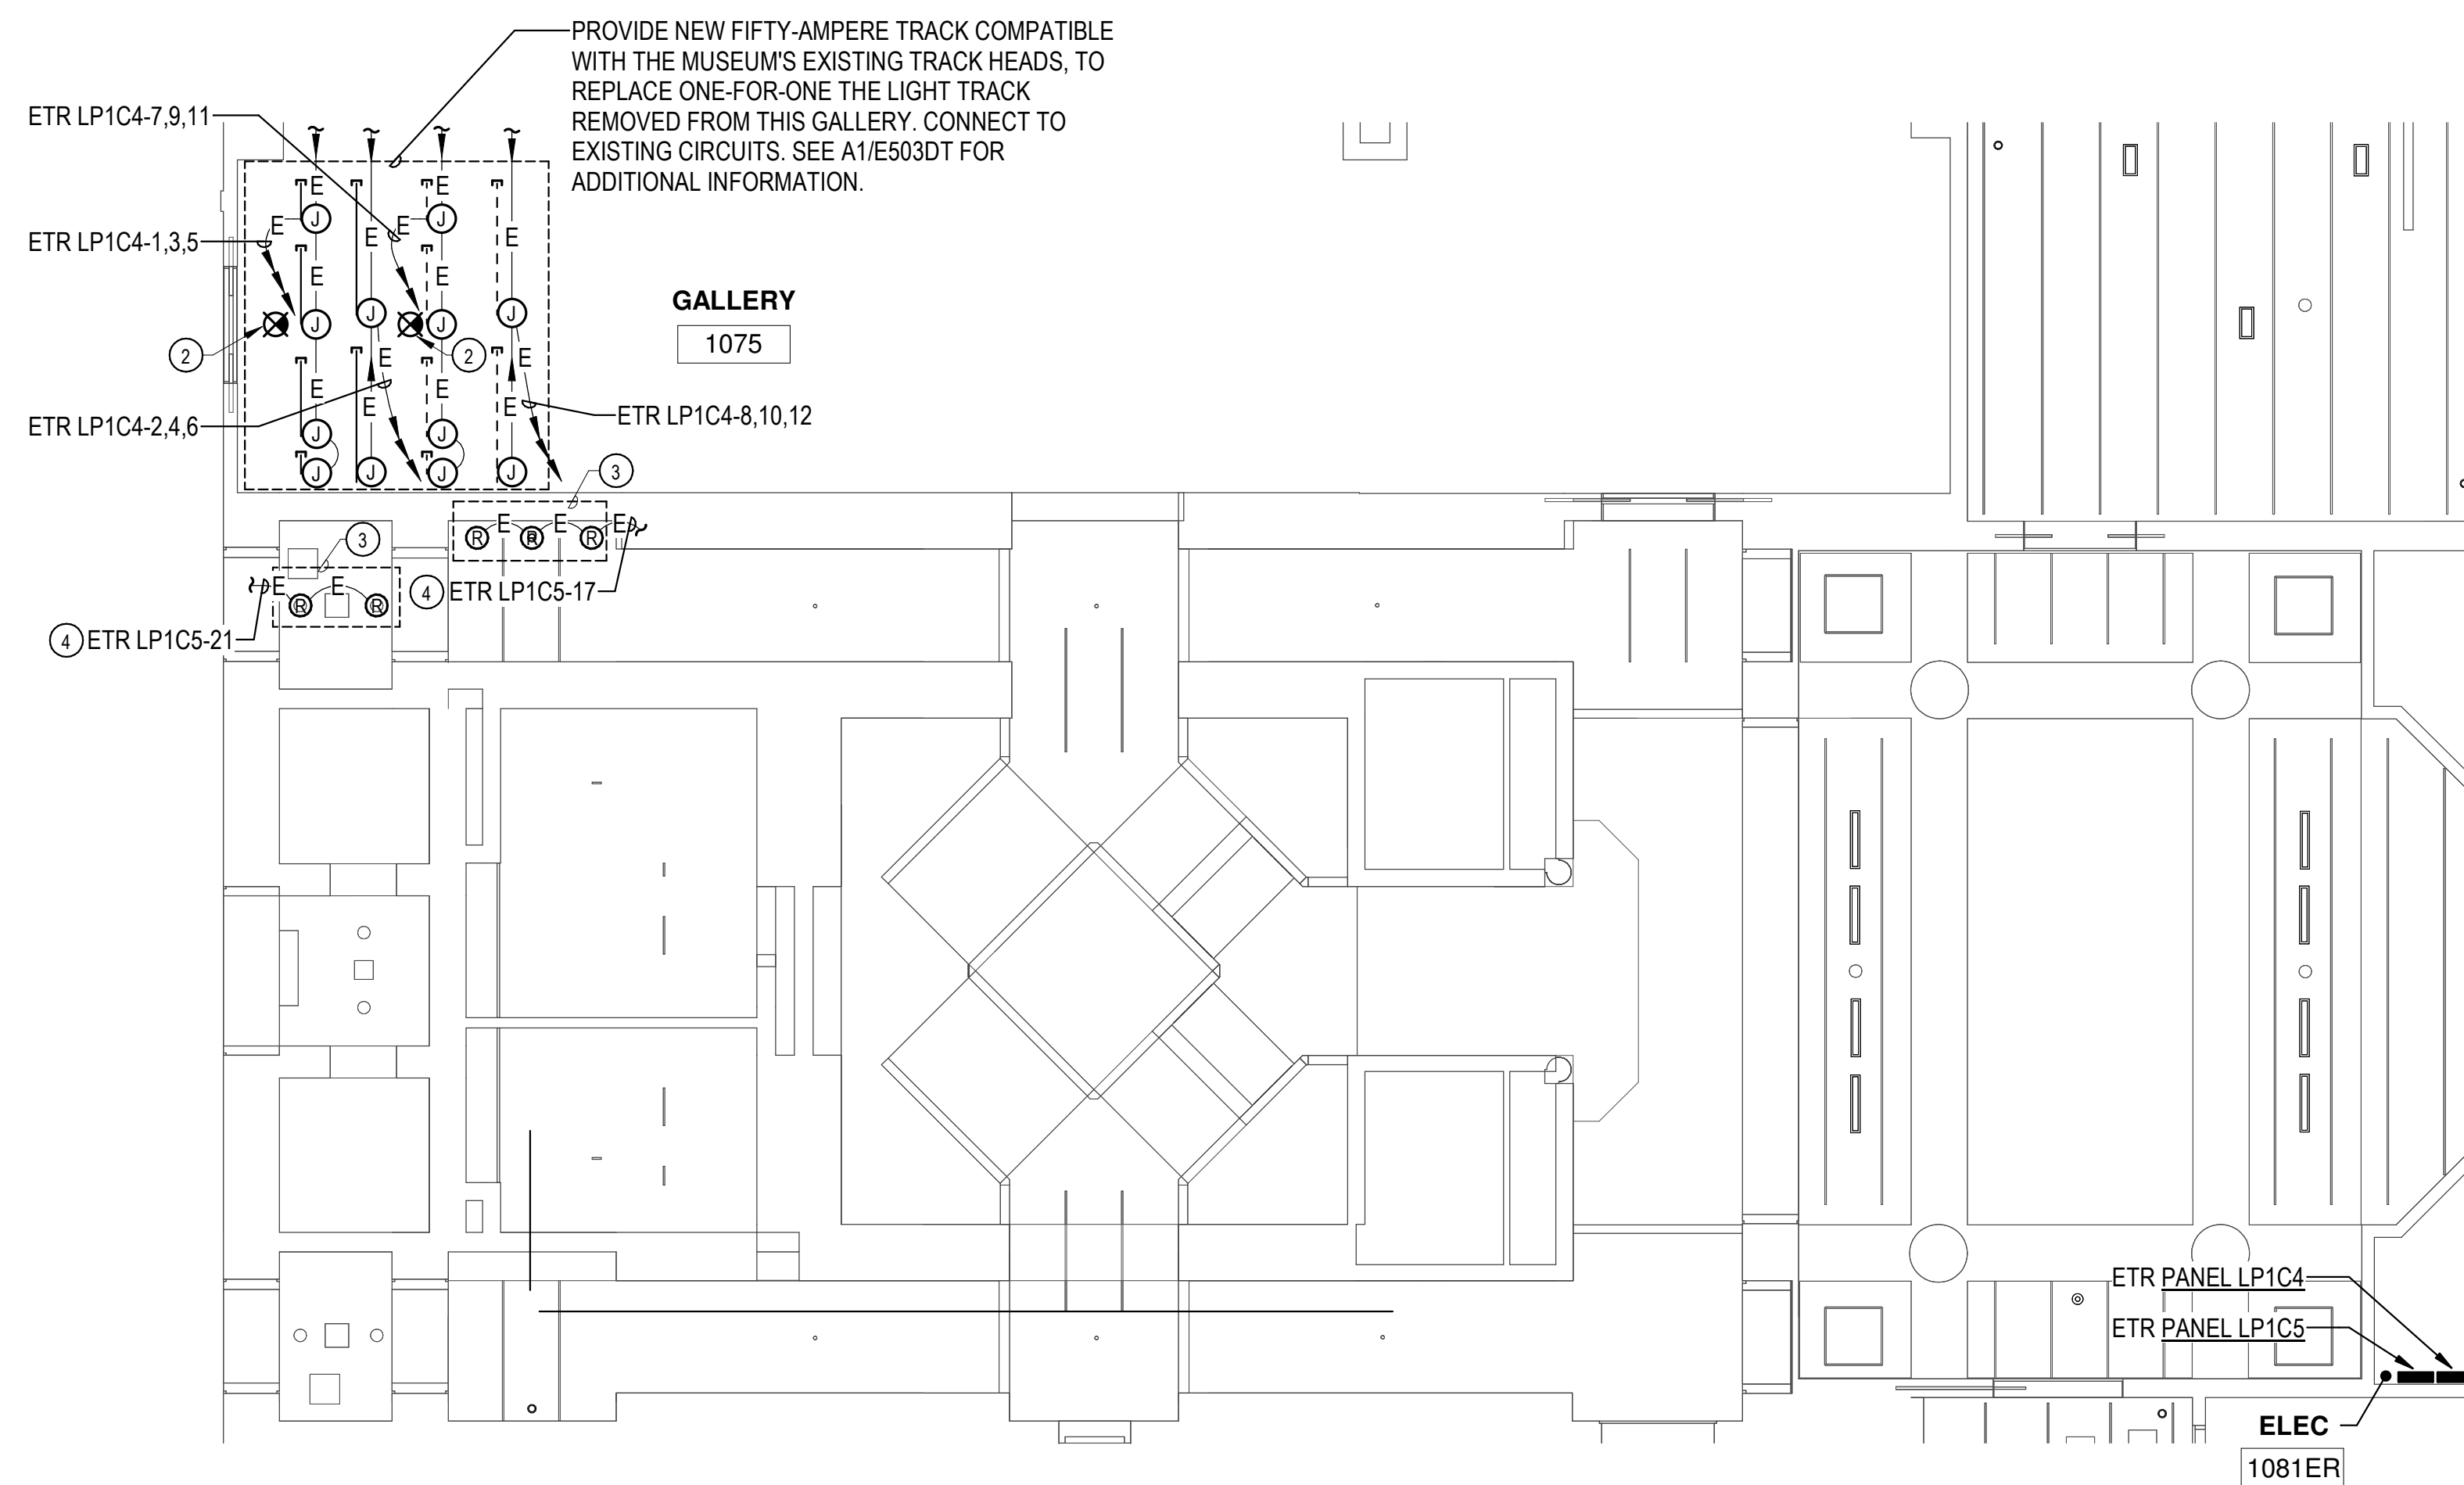 PROVIDE NEW FIFTY-AMPERE TRACK COMPATIBLE
WITH THE MUSEUM'S EXISTING TRACK HEADS, TO
REPLACE ONE-FOR-ONE THE LIGHT TRACK
REMOVED FROM THIS GALLERY. CONNECT TO
EXISTING CIRCUITS. SEE A1/E503DT FOR
ADDITIONAL INFORMATION.
ETR LP1C4-7,9,11
E
E
J
J
E
E
ETR LP1C4-1,3,5
E
E
E
E
GALLERY
1075
J
J
J
J
2
2
E
E
E
E
E
E
ETR LP1C4-2,4,6
ETR LP1C4-8,10,12
J
J
J
J
J
J
3
E
E
E
R
R
R
3
E
E
R
R
4
ETR LP1C5-17
4
ETR LP1C5-21
ETR PANEL LP1C4
ETR PANEL LP1C5
ELEC
1081ER